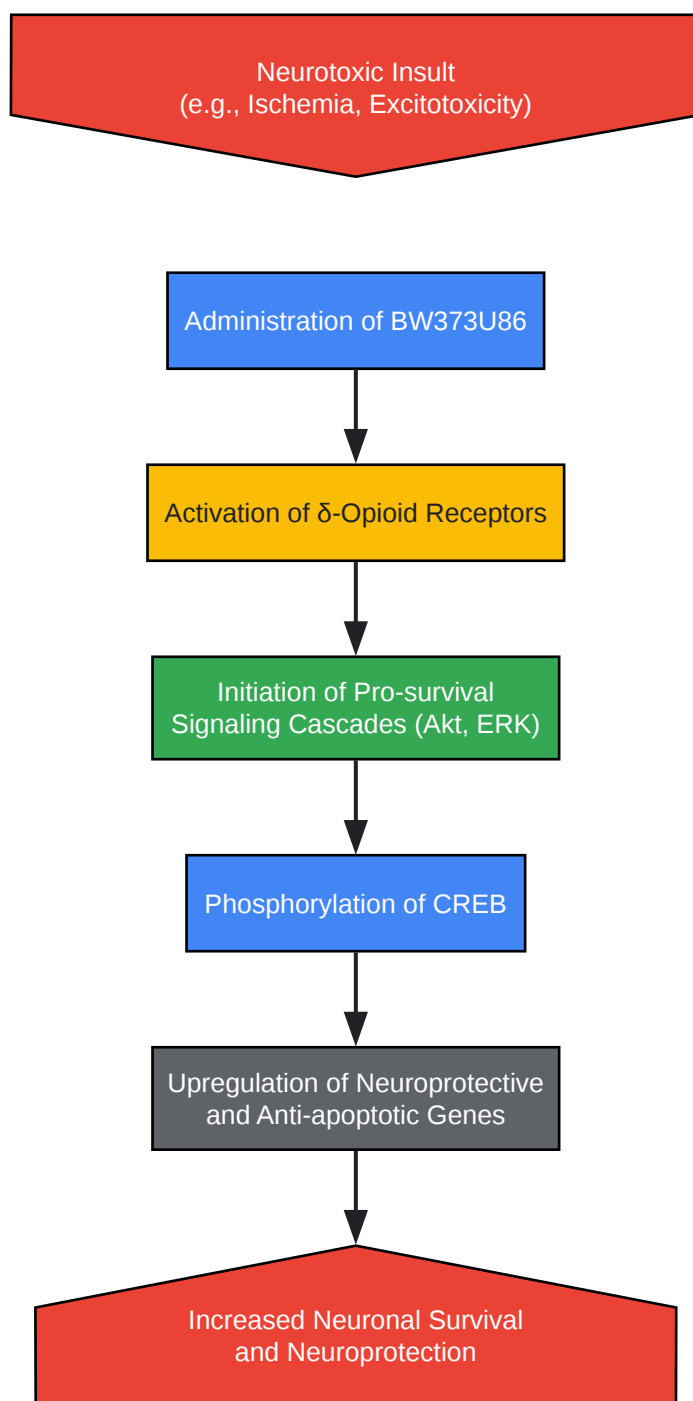 Neurotoxic Insult
(e.g., Ischemia, Excitotoxicity)
Administration of BW373U86
Activation of δ-Opioid Receptors
Initiation of Pro-survival
Signaling Cascades (Akt, ERK)
Phosphorylation of CREB
Upregulation of Neuroprotective
and Anti-apoptotic Genes
Increased Neuronal Survival
and Neuroprotection